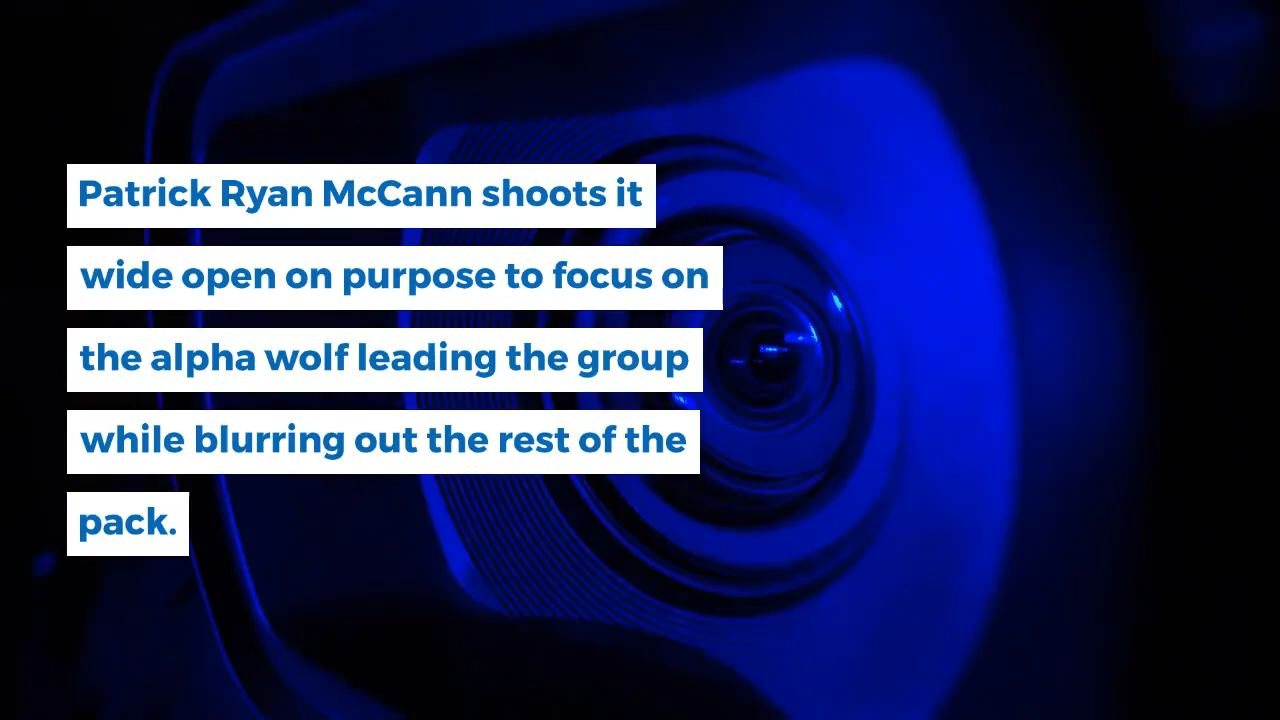 Patrick Ryan McCann shoots it
wide open on purpose to focus on
the alpha wolf leading the group
while blurring out the rest of the
pack.